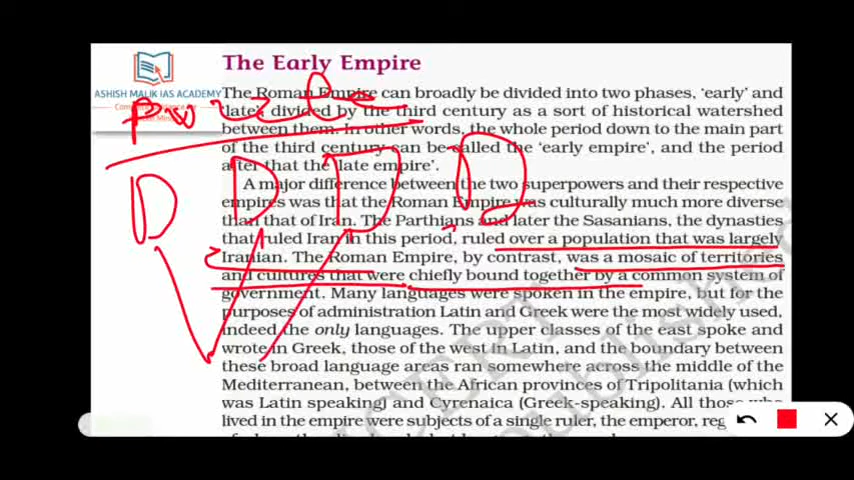 The Early Empire
ASHISH MALIK IAS ACADEMY
The Roman Empire can broadly be divided into two phases, 'early' and
'late', divided by the third century as a sort of historical watershed
between them. In other words, the whole period down to the main part
of the third century can be called the 'early empire', and the period
after that the 'late empire'.
A major difference between the two superpowers and their respective
empires was that the Roman Empire was culturally much more diverse
than that of Iran. The Parthians and later the Sasanians, the dynasties
that ruled Iran in this period, ruled over a population that was largely
Iranian. The Roman Empire, by contrast, was a mosaic of territories
and cultures that were chiefly bound together by a common system of
government. Many languages were spoken in the empire, but for the
purposes of administration Latin and Greek were the most widely used,
indeed the only languages. The upper classes of the east spoke and
wrote in Greek, those of the west in Latin, and the boundary between
these broad language areas ran somewhere across the middle of the
Mediterranean, between the African provinces of Tripolitania (which
was Latin speaking) and Cyrenaica (Greek-speaking). All those who
lived in the empire were subjects of a single ruler, the emperor, reg
D D D D